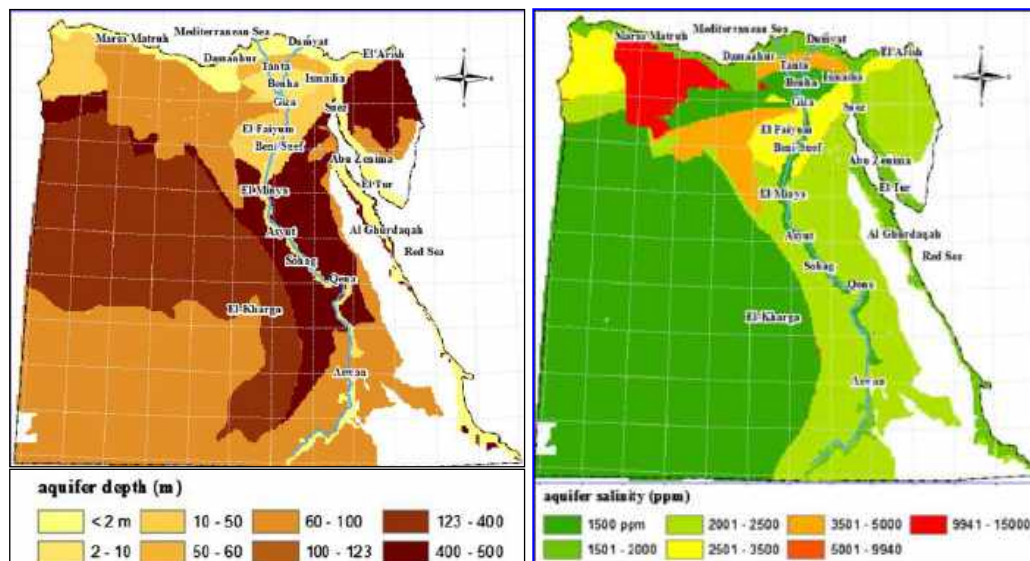 Mediterranean Sea
Marsa Matruh
Dumyat
Damanhur
El'Arish
Tanta
Ismailia
Benha
Giza
Suez
El-Faiyum
Beni-Suef
Abu Zenima
El-Minya
El-Tur
Asyut
Al Ghurdaqah
Red Sea
Sohag
Qena
El-Kharga
Aswan
aquifer depth (m)
< 2 m
10 - 50
60 - 100
123 - 400
2 - 10
50 - 60
100 - 123
400 - 500
Mediterranean Sea
Marsa Matruh
Dumyat
Damanhur
El'Arish
Tanta
Ismailia
Benha
Giza
Suez
El-Faiyum
Beni-Suef
Abu Zenima
El-Minya
El-Tur
Asyut
Al Ghurdaqah
Red Sea
Sohag
Qena
El-Kharga
Aswan
aquifer salinity (ppm)
1500 ppm
2001 - 2500
3501 - 5000
9941 - 15000
1501 - 2000
2501 - 3500
5001 - 9940